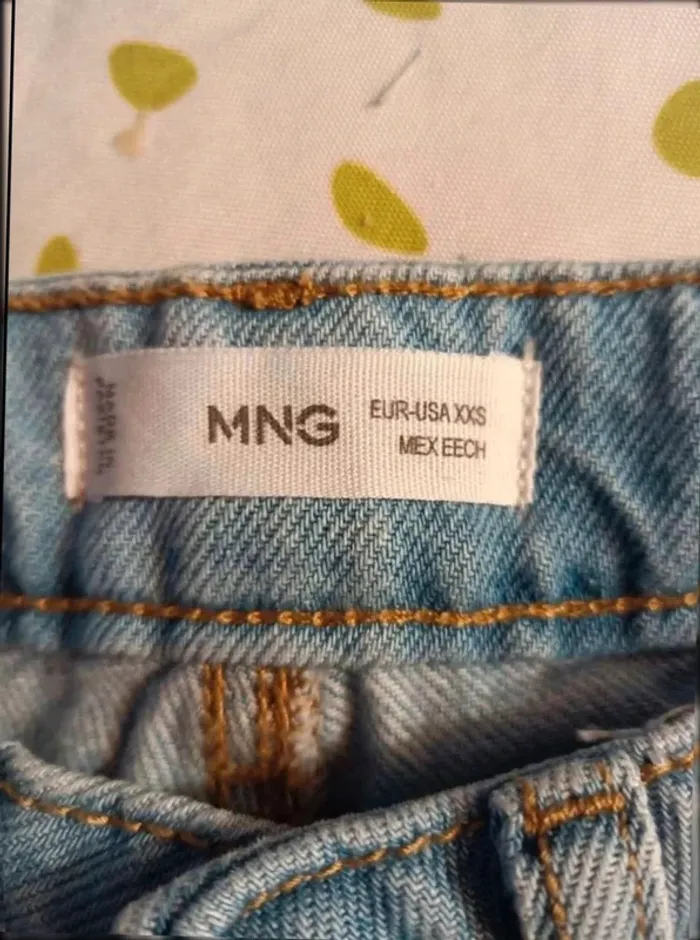 MNG
EUR-USA XXS
MEX EECH